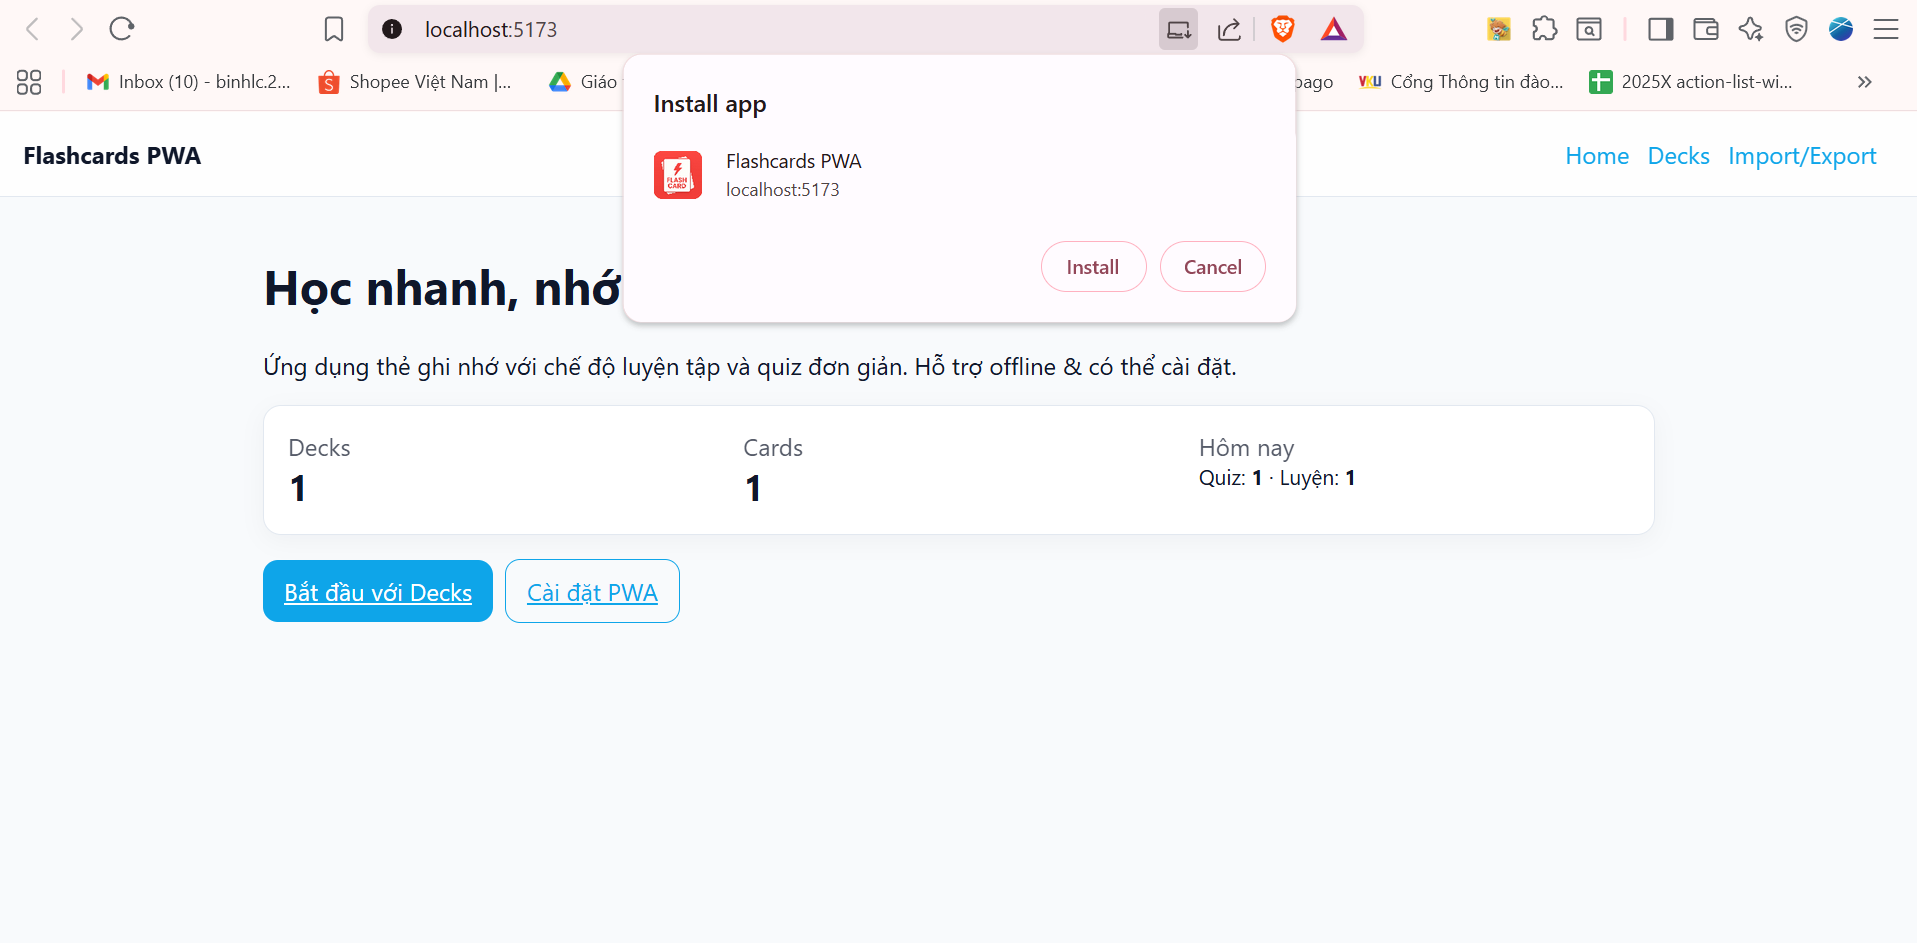 localhost:5173
Inbox (10) - binhlc.2...
Shopee Việt Nam |...
Giáo
Cổng Thông tin đào...
2025X action-list-wi...
Install app
Flashcards PWA
localhost:5173
Install
Cancel
Flashcards PWA
Home
Decks
Import/Export
Học nhanh, nhớ
Ứng dụng thẻ ghi nhớ với chế độ luyện tập và quiz đơn giản. Hỗ trợ offline & có thể cài đặt.
Decks
1
Cards
1
Hôm nay
Quiz: 1 · Luyện: 1
Bắt đầu với Decks
Cài đặt PWA
FLASH
CARD
VKU